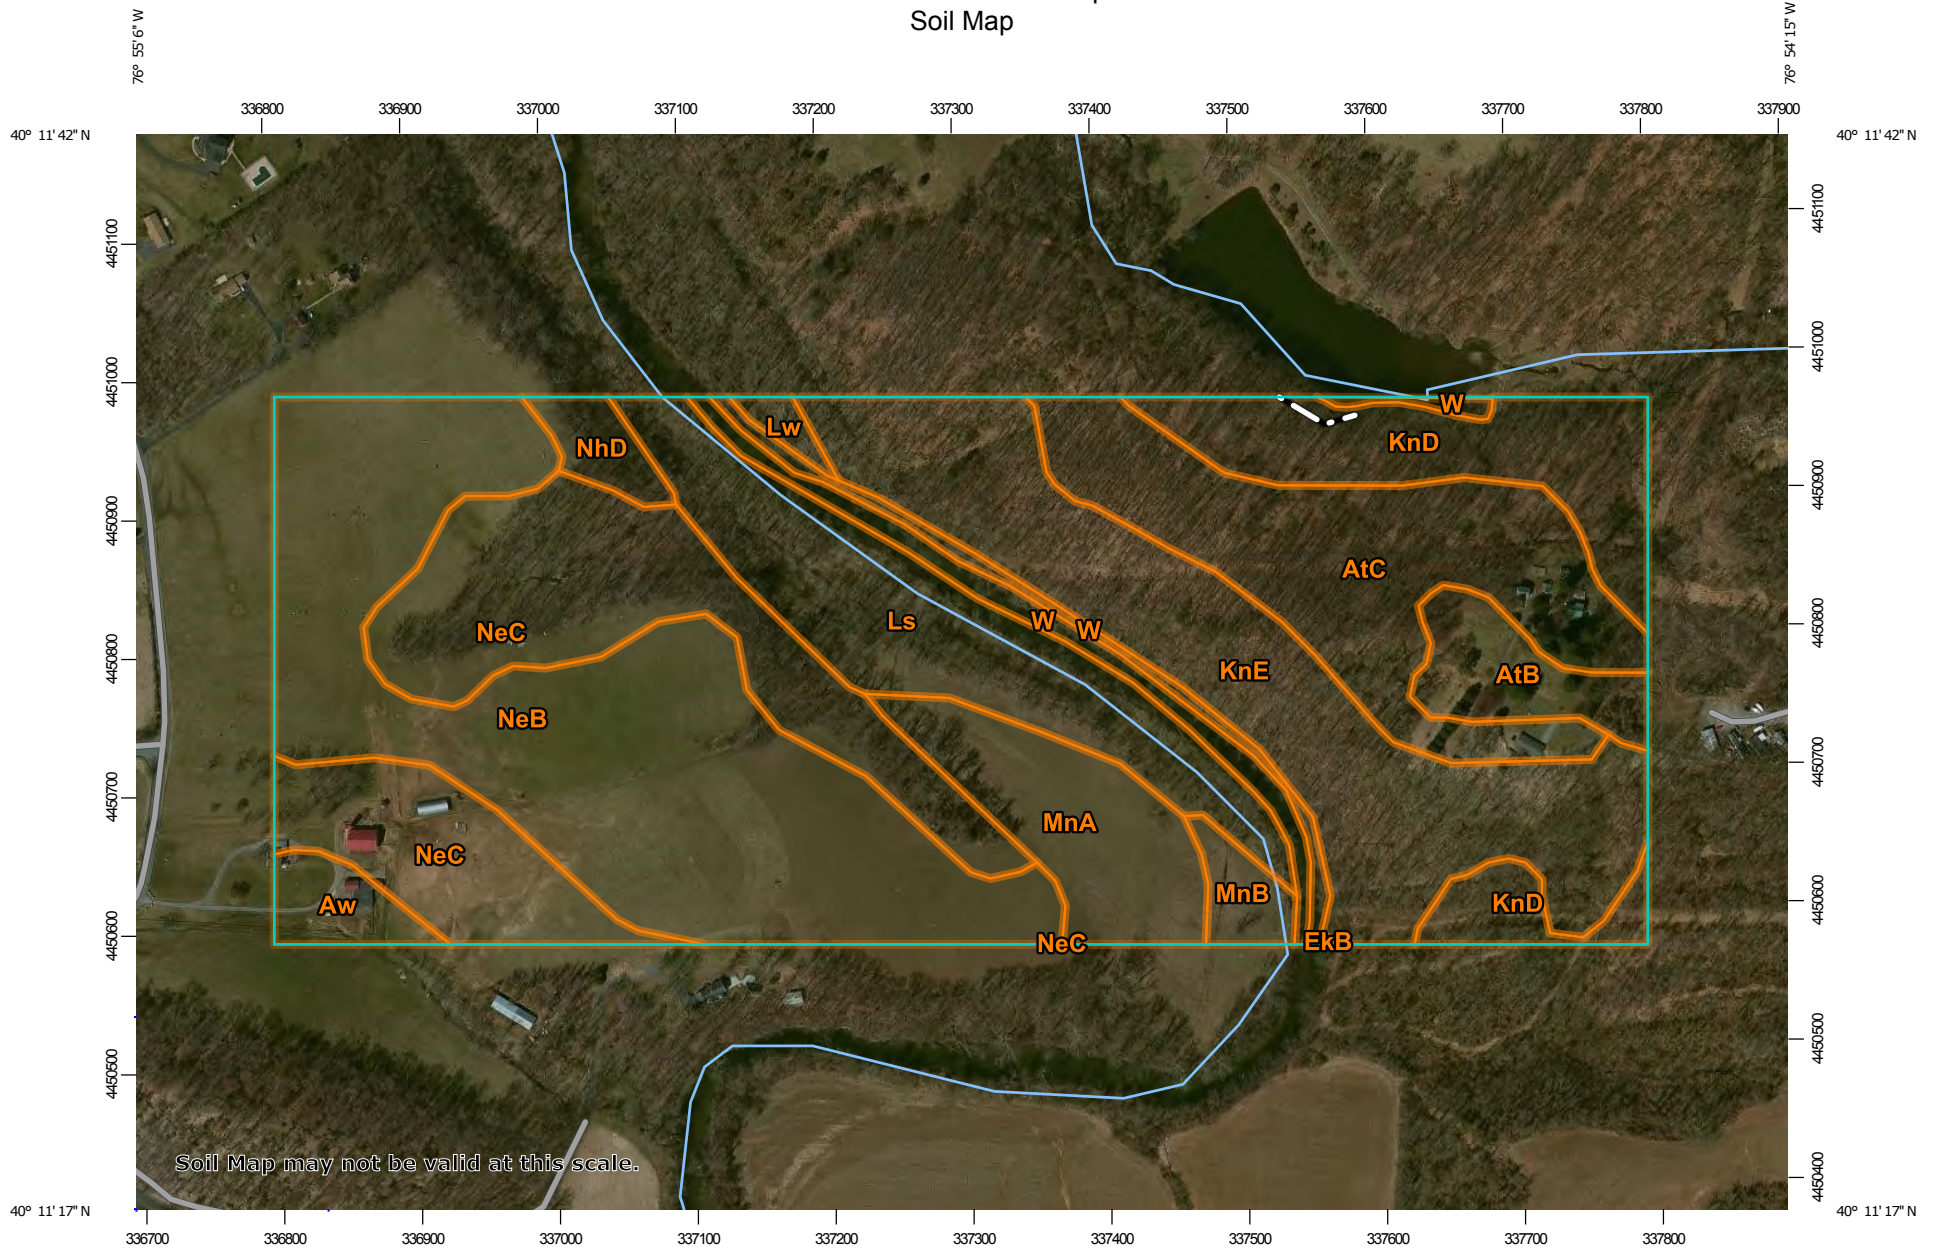 Soil Map
76° 55' 6" W
76° 54' 15" W
336800 336900 337000 337100 337200 337300 337400 337500 337600 337700 337800 337900
40° 11' 42" N
40° 11' 42" N
4451100
4451100
4451000
4451000
4450900
4450900
4450800
4450800
4450700
4450700
4450600
4450600
4450500
4450500
4450400
W
Lw
KnD
NhD
AtC
Ls
W
W
NeC
KnE
AtB
NeB
MnA
NeC
MnB
KnD
Aw
NeC
EkB
Soil Map may not be valid at this scale.
40° 11' 17" N
40° 11' 17" N
336700 336800 336900 337000 337100 337200 337300 337400 337500 337600 337700 337800